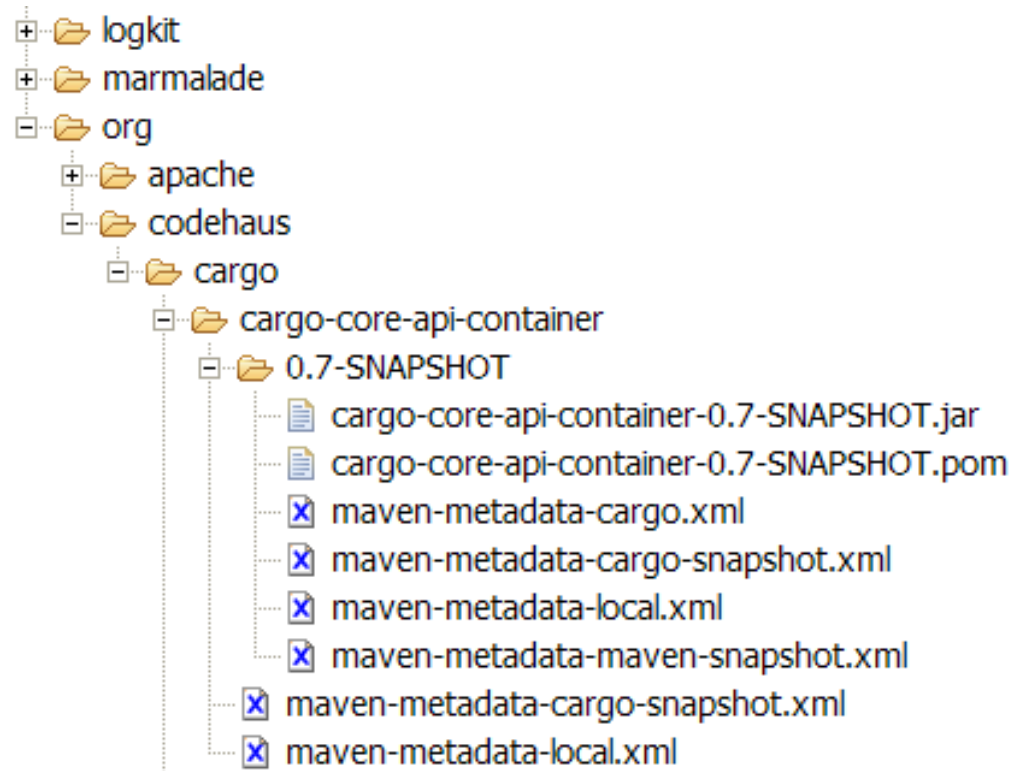 logkit
marmalade
org
apache
codehaus
cargo
cargo-core-api-container
0.7-SNAPSHOT
cargo-core-api-container-0.7-SNAPSHOT.jar
cargo-core-api-container-0.7-SNAPSHOT.pom
maven-metadata-cargo.xml
maven-metadata-cargo-snapshot.xml
maven-metadata-local.xml
maven-metadata-maven-snapshot.xml
maven-metadata-cargo-snapshot.xml
maven-metadata-local.xml